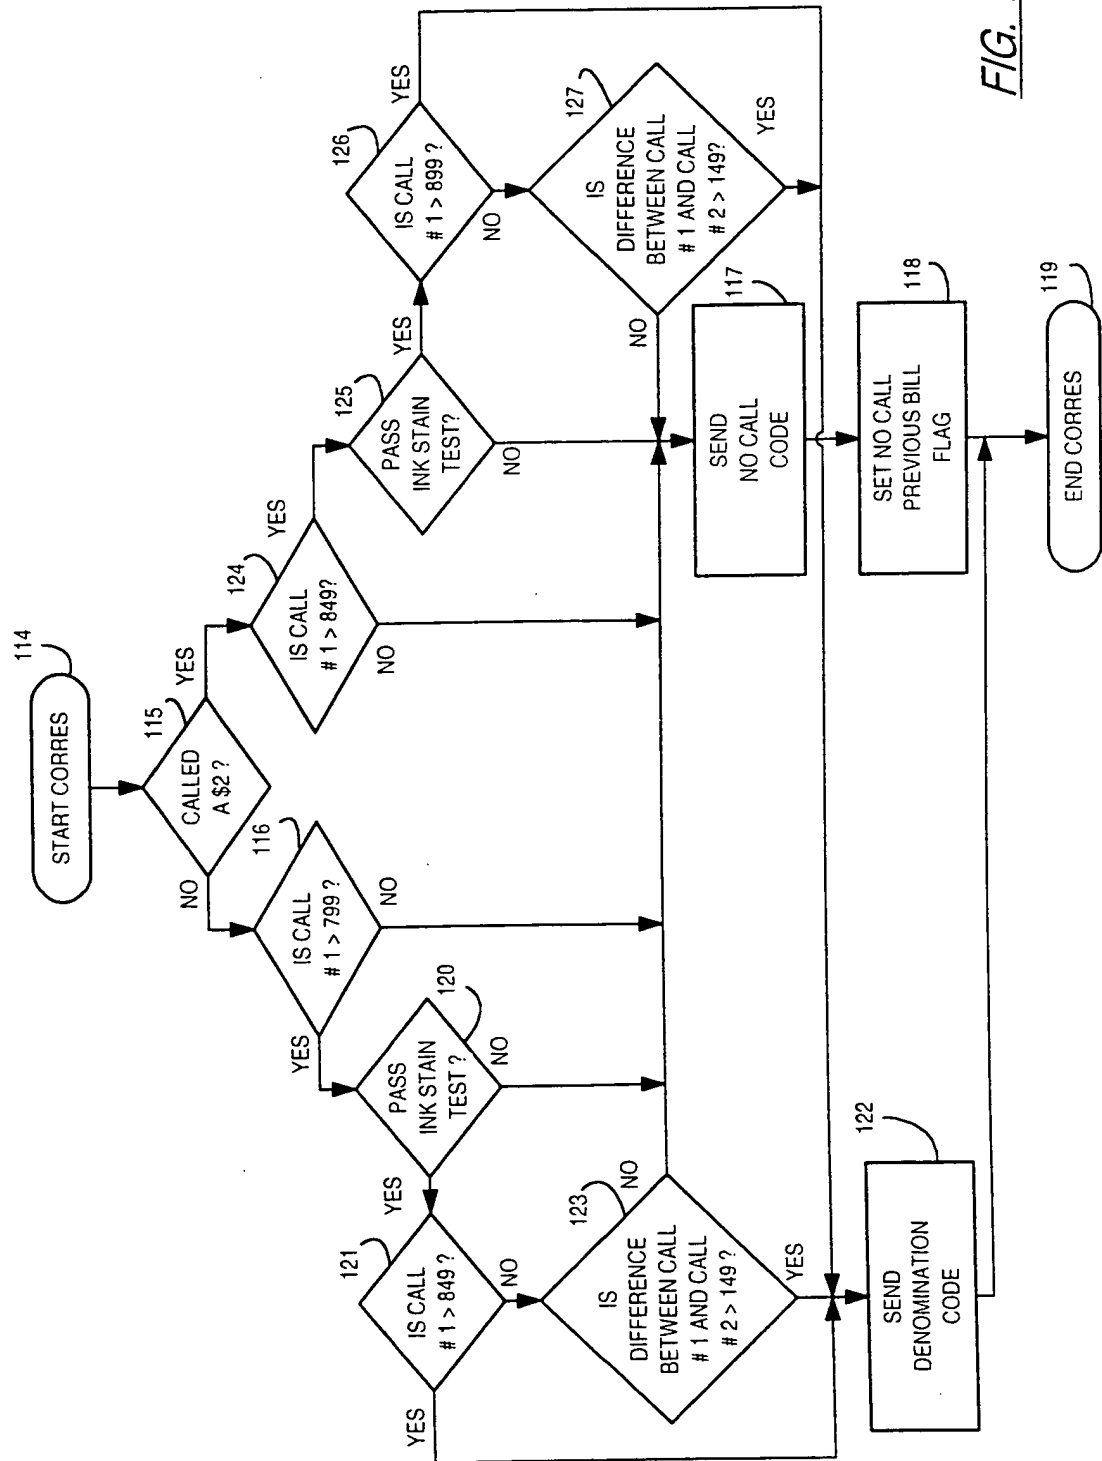 START CORRES
114
CALLED
A $2 ?
115
NO
YES
IS CALL
# 1 > 799 ?
116
YES
NO
PASS
INK STAIN
TEST ?
120
YES
NO
IS CALL
# 1 > 849 ?
121
YES
NO
IS
DIFFERENCE
BETWEEN CALL
# 1 AND CALL
# 2 > 149 ?
123
NO
YES
SEND
DENOMINATION
CODE
122
IS CALL
# 1 > 849?
124
YES
NO
PASS
INK STAIN
TEST?
125
YES
NO
IS CALL
# 1 > 899 ?
126
YES
NO
IS
DIFFERENCE
BETWEEN CALL
# 1 AND CALL
# 2 > 149?
127
NO
YES
SEND
NO CALL
CODE
117
SET NO CALL
PREVIOUS BILL
FLAG
118
END CORRES
119
FIG.